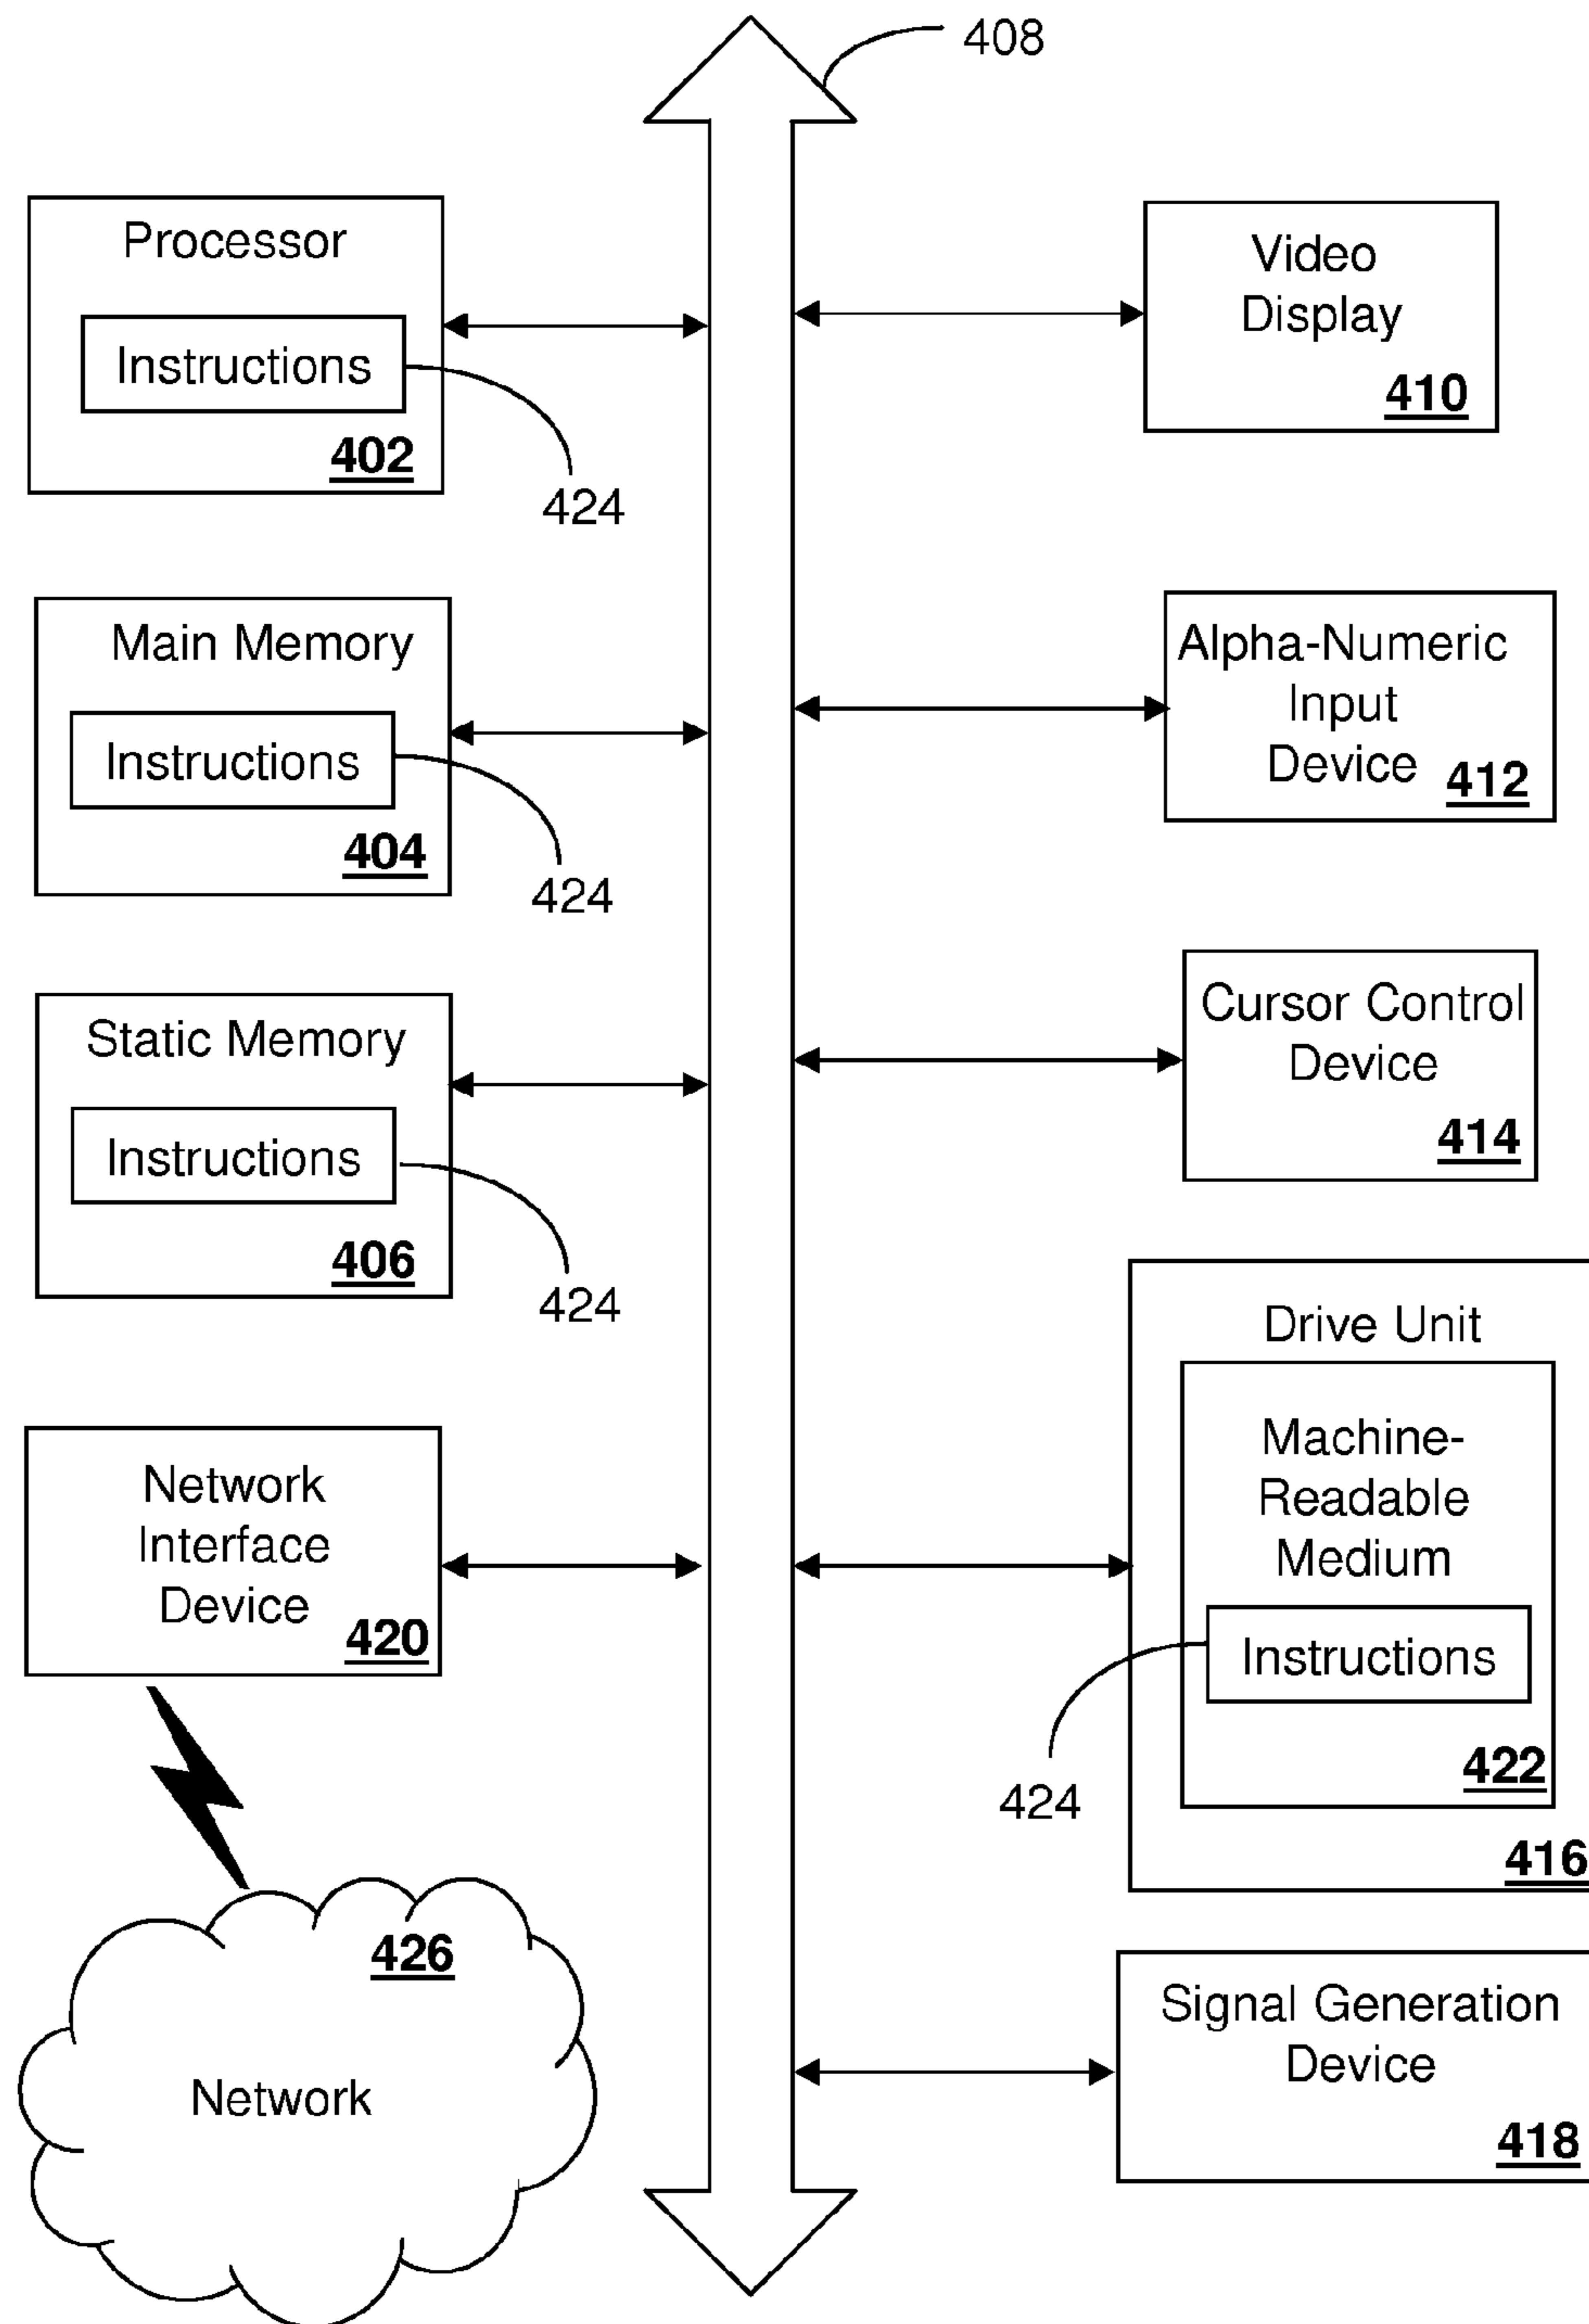 408
Processor
Instructions
402
424
Main Memory
Instructions
404
424
Static Memory
Instructions
406
424
Network
Interface
Device
420
426
Network
Video
Display
410
Alpha-Numeric
Input
Device
412
Cursor Control
Device
414
Drive Unit
Machine-
Readable
Medium
Instructions
422
424
416
Signal Generation
Device
418